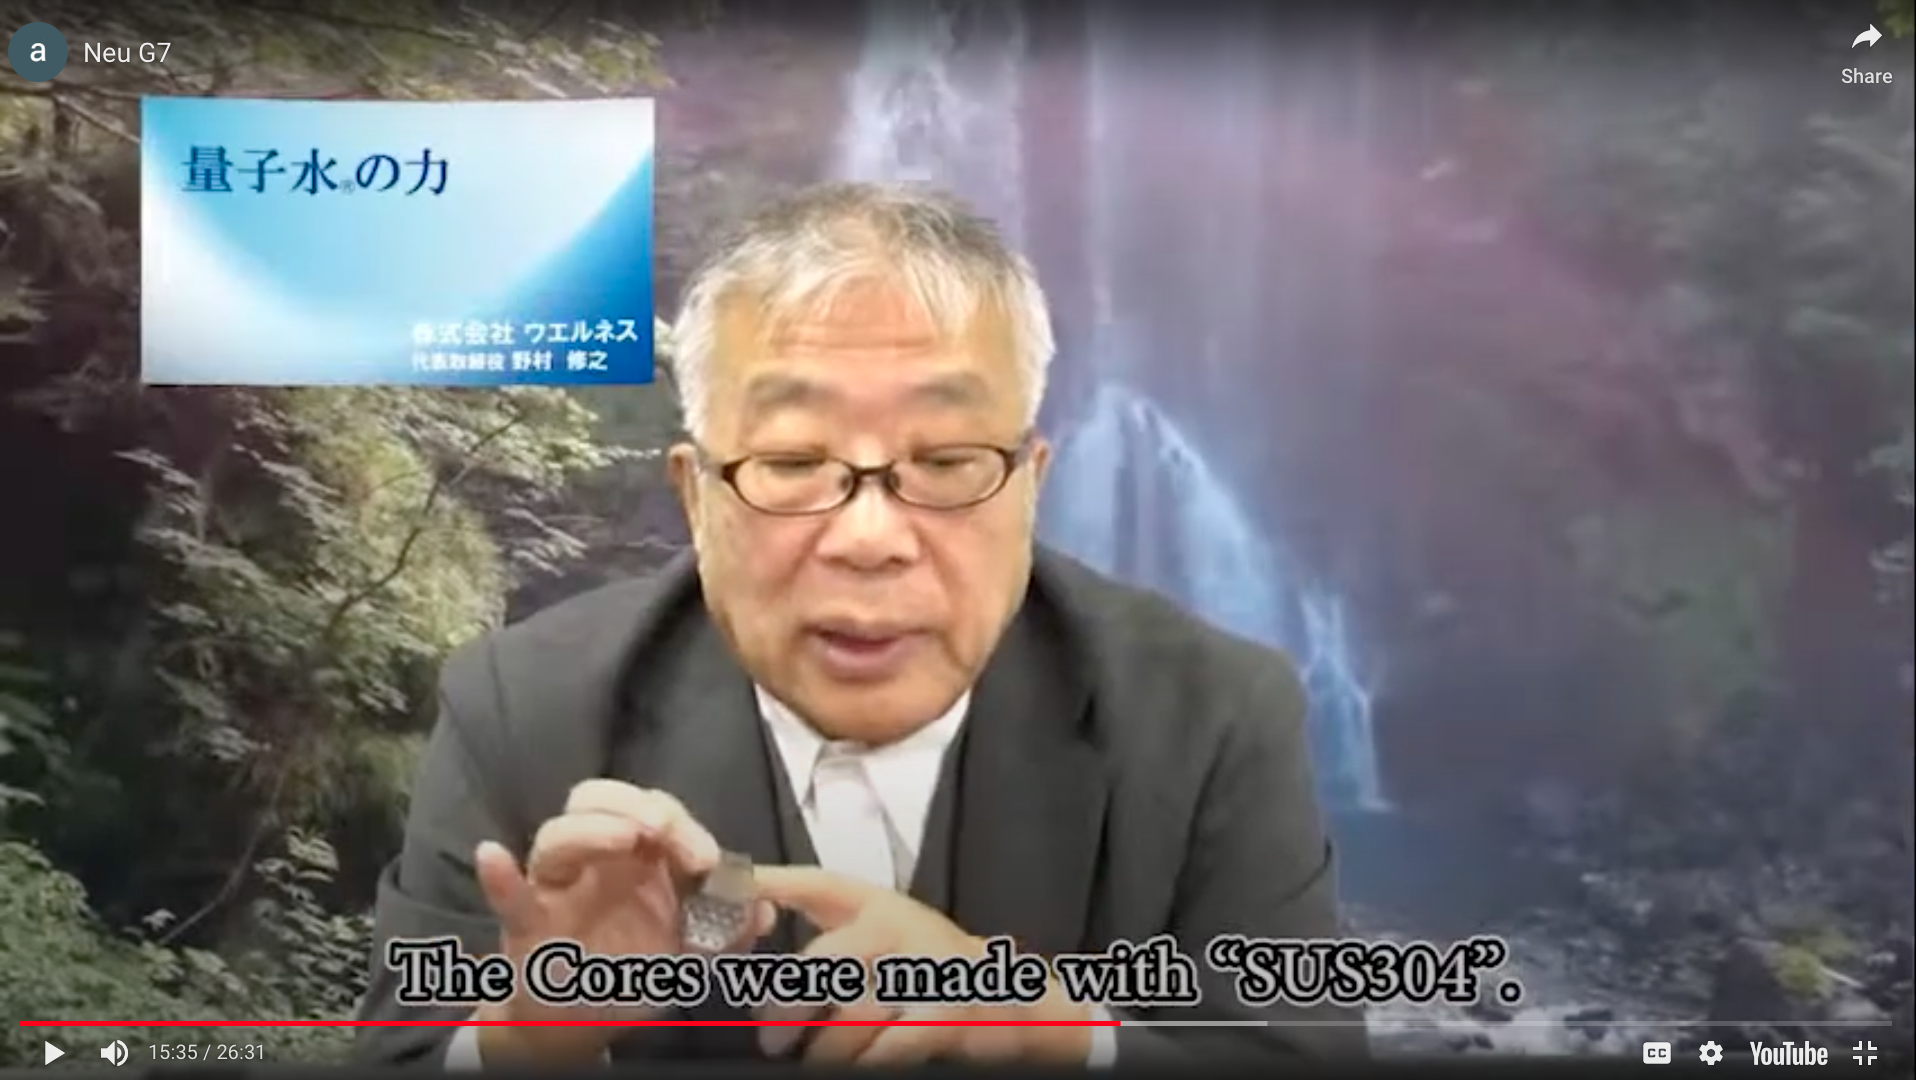 a
Neu G7
Share
量子水®の力
株式会社 ウエルネス
代表取締役 野村 修之
The Cores were made with “SUS304”.
15:35 / 26:31
CC
YouTube